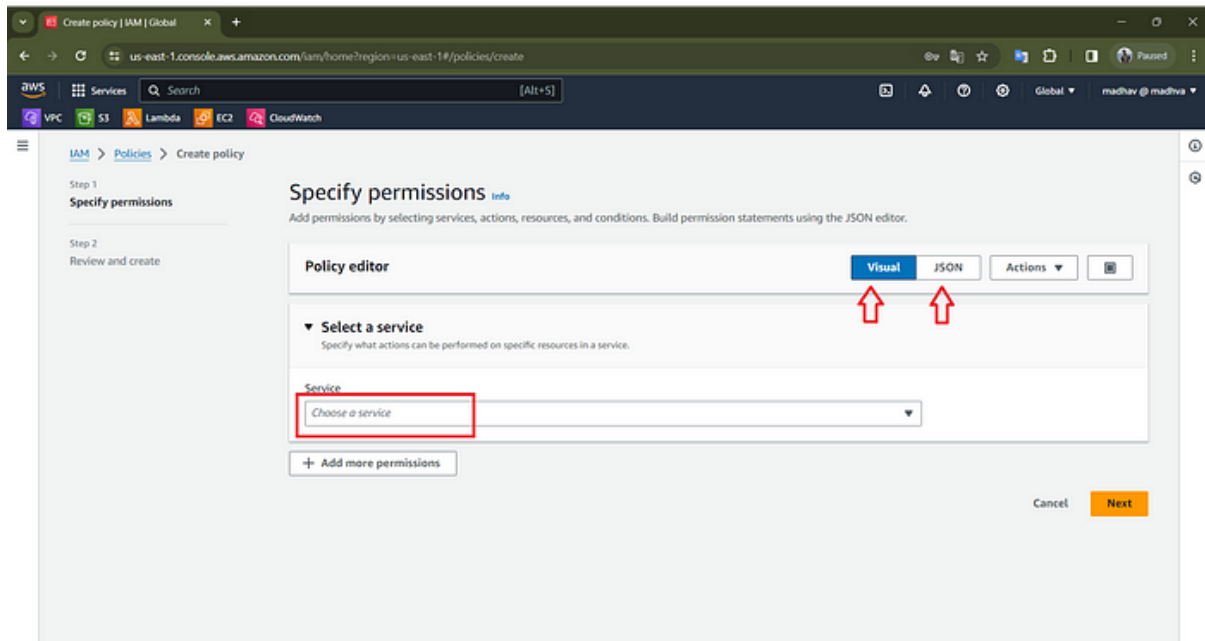 Create policy | IAM | Global
us-east-1.console.aws.amazon.com/iam/home?region=us-east-1#/policies/create
Paused
aws
Services
Search
[Alt+S]
Global
madhav @ madhva
VPC
S3
Lambda
EC2
CloudWatch
IAM > Policies > Create policy
Step 1
Specify permissions
Step 2
Review and create
Specify permissions Info
Add permissions by selecting services, actions, resources, and conditions. Build permission statements using the JSON editor.
Policy editor
Visual
JSON
Actions
Select a service
Specify what actions can be performed on specific resources in a service.
Service
Choose a service
+ Add more permissions
Cancel
Next